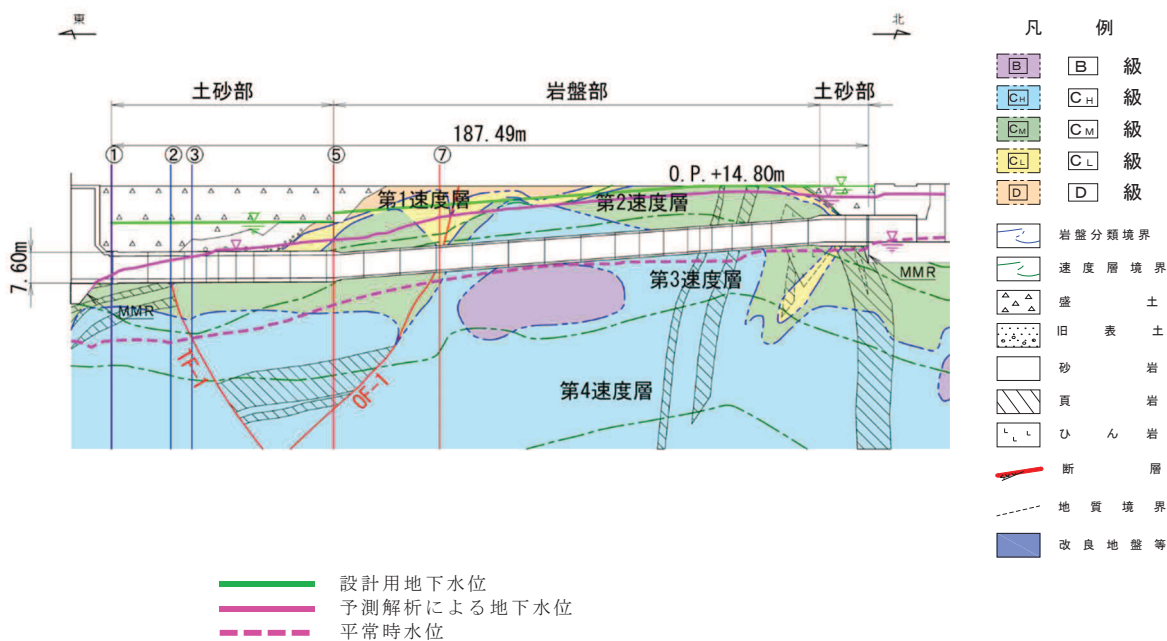 東
北
土砂部
岩盤部
土砂部
187.49m
① ② ③ ⑤ ⑦
O.P.+14.80m
第1速度層
第2速度層
7.60m
第3速度層
MMR
MMR
TF-1
OF-1
第4速度層
凡 例
B B 級
CH CH 級
CM CM 級
CL CL 級
D D 級
岩盤分類境界
速度層境界
盛 土
旧 表 土
砂 岩
頁 岩
ひ ん 岩
断 層
地 質 境 界
改 良 地 盤 等
設計用地下水位
予測解析による地下水位
平常時水位